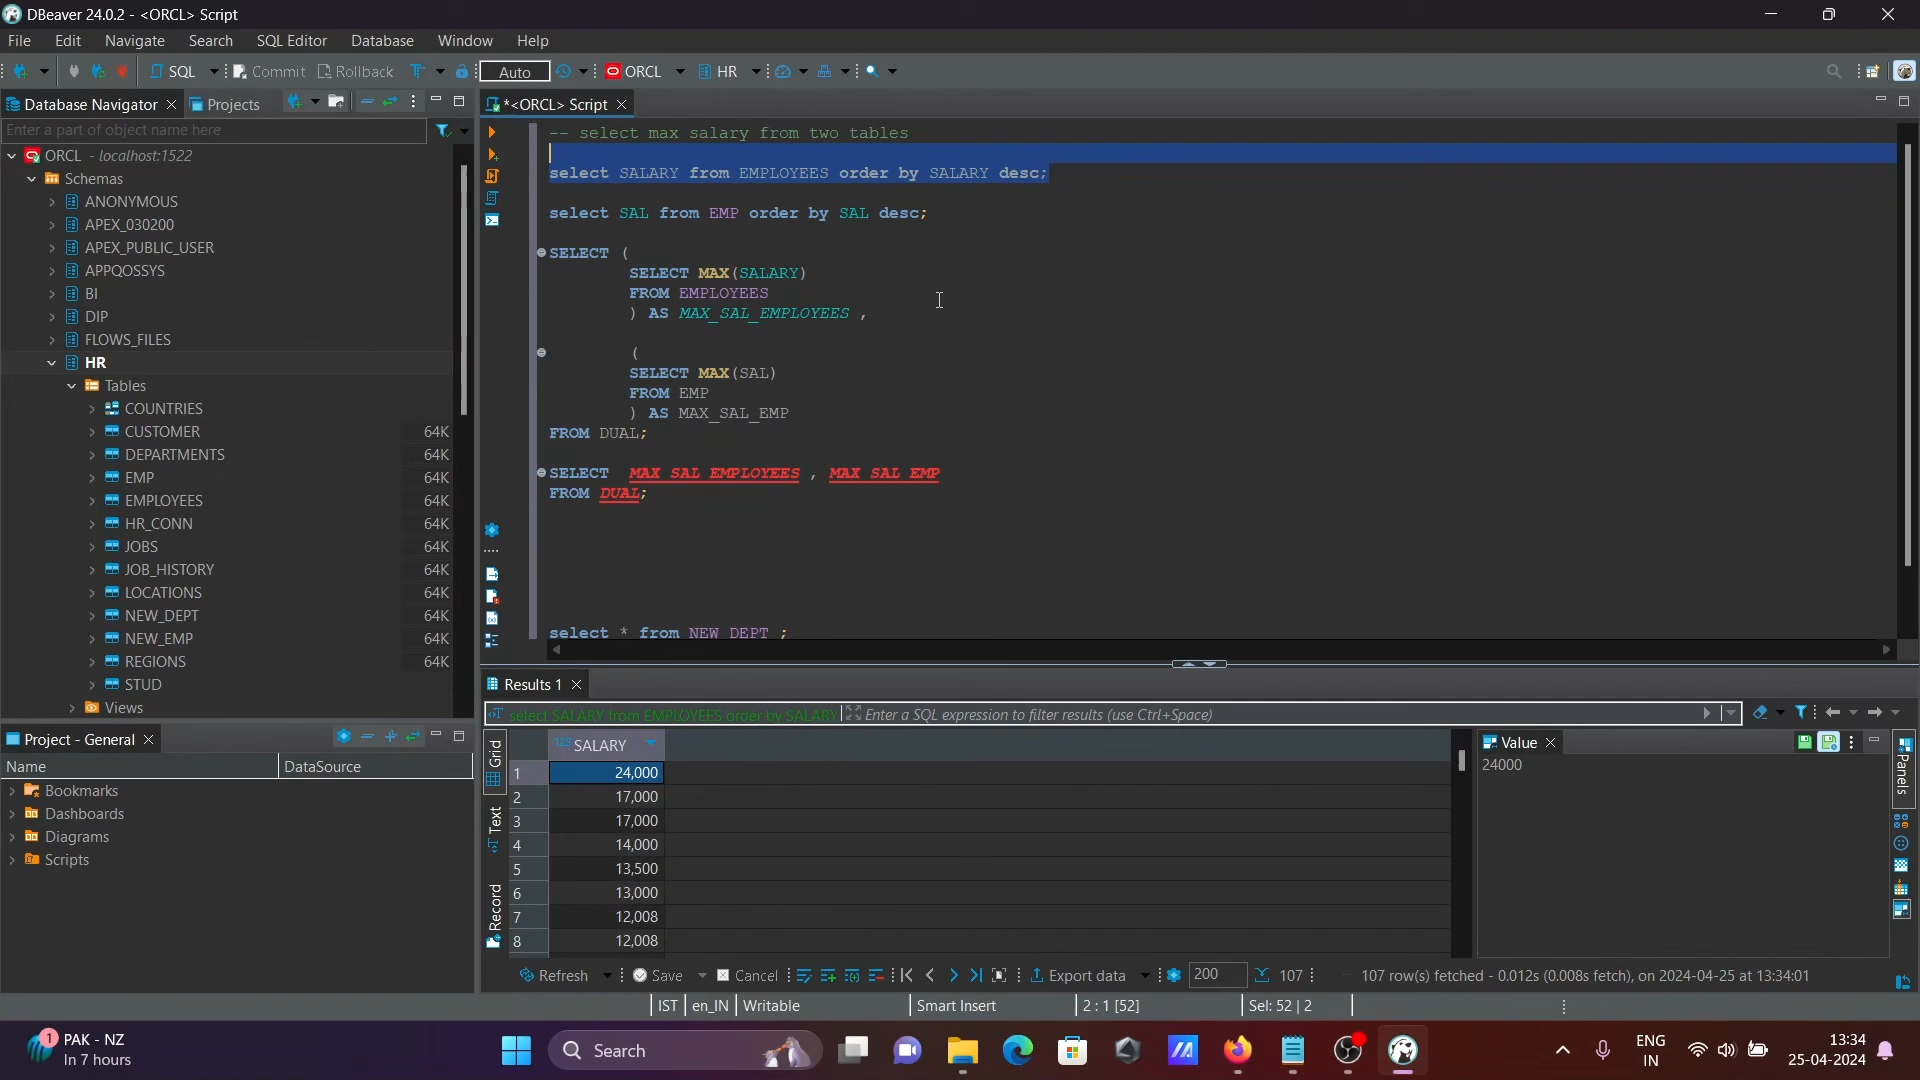 DBeaver 24.0.2 - <ORCL> Script
File Edit Navigate Search SQL Editor Database Window Help
SQL Commit Rollback Auto ORCL HR
Database Navigator Projects
Enter a part of object name here
ORCL - localhost:1522
Schemas
ANONYMOUS
APEX_030200
APEX_PUBLIC_USER
APPQOSSYS
BI
DIP
FLOWS_FILES
HR
Tables
COUNTRIES
CUSTOMER 64K
DEPARTMENTS 64K
EMP 64K
EMPLOYEES 64K
HR_CONN 64K
JOBS 64K
JOB_HISTORY 64K
LOCATIONS 64K
NEW_DEPT 64K
NEW_EMP 64K
REGIONS 64K
STUD
Views
Project - General
Name DataSource
Bookmarks
Dashboards
Diagrams
Scripts
*<ORCL> Script
-- select max salary from two tables
select SALARY from EMPLOYEES order by SALARY desc;
select SAL from EMP order by SAL desc;
SELECT (
SELECT MAX(SALARY)
FROM EMPLOYEES
) AS MAX_SAL_EMPLOYEES ,
(
SELECT MAX(SAL)
FROM EMP
) AS MAX_SAL_EMP
FROM DUAL;
SELECT MAX_SAL_EMPLOYEES , MAX_SAL_EMP
FROM DUAL;
select * from NEW_DEPT ;
Results 1
select SALARY from EMPLOYEES order by SALARY Enter a SQL expression to filter results (use Ctrl+Space)
Grid
Text
Record
123 SALARY
1 24,000
2 17,000
3 17,000
4 14,000
5 13,500
6 13,000
7 12,008
8 12,008
Value
24000
Panels
Refresh Save Cancel Export data 200 107 107 row(s) fetched - 0.012s (0.008s fetch), on 2024-04-25 at 13:34:01
IST en_IN Writable Smart Insert 2 : 1 [52] Sel: 52 | 2
1
PAK - NZ
In 7 hours
Search
ENG
IN
13:34
25-04-2024